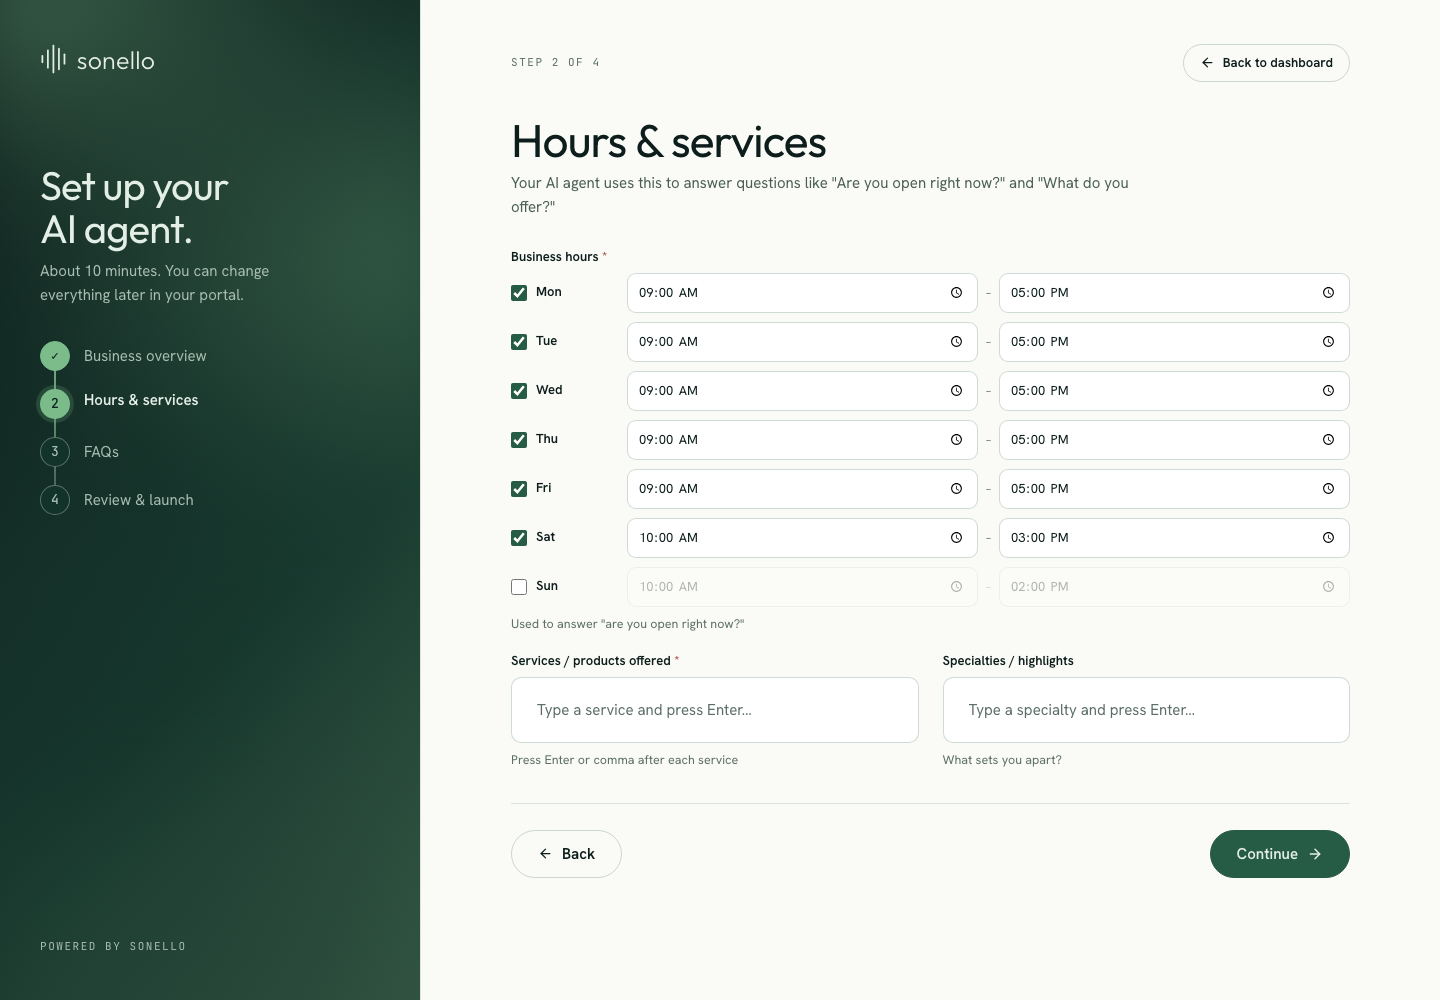 sonello
Set up your
AI agent.
About 10 minutes. You can change
everything later in your portal.
✓ Business overview
2 Hours & services
3 FAQs
4 Review & launch
POWERED BY SONELLO
STEP 2 OF 4
← Back to dashboard
Hours & services
Your AI agent uses this to answer questions like "Are you open right now?" and "What do you
offer?"
Business hours *
Mon 09:00 AM - 05:00 PM
Tue 09:00 AM - 05:00 PM
Wed 09:00 AM - 05:00 PM
Thu 09:00 AM - 05:00 PM
Fri 09:00 AM - 05:00 PM
Sat 10:00 AM - 03:00 PM
Sun 10:00 AM - 02:00 PM
Used to answer "are you open right now?"
Services / products offered *
Type a service and press Enter...
Press Enter or comma after each service
Specialties / highlights
Type a specialty and press Enter...
What sets you apart?
← Back
Continue →